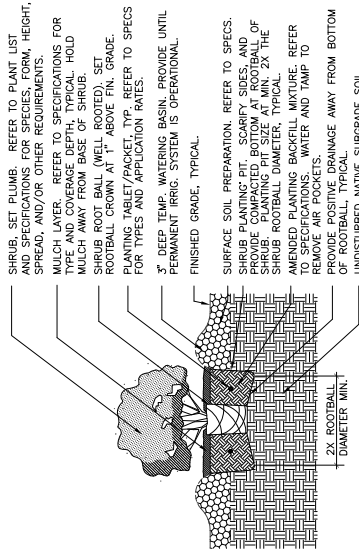 SHRUB, SET PLUMB. REFER TO PLANT LIST
AND SPECIFICATIONS FOR SPECIES, FORM, HEIGHT,
SPREAD, AND/OR OTHER REQUIREMENTS.
MULCH LAYER. REFER TO SPECIFICATIONS FOR
TYPE AND COVERAGE DEPTH, TYPICAL. HOLD
MULCH AWAY FROM BASE OF SHRUB.
SHRUB ROOT BALL (WELL ROOTED). SET
ROOTBALL CROWN AT 1" ABOVE FIN. GRADE.
PLANTING TABLET/PACKET, TYP. REFER TO SPECS
FOR TYPES AND APPLICATION RATES.
3" DEEP TEMP. WATERING BASIN. PROVIDE UNTIL
PERMANENT IRRIG. SYSTEM IS OPERATIONAL.
FINISHED GRADE, TYPICAL.
SURFACE SOIL PREPARATION. REFER TO SPECS.
SHRUB PLANTING PIT. SCARIFY SIDES, AND
PROVIDE COMPACTED BOTTOM AT ROOTBALL OF
SHRUB. PLANTING PIT SIZE AT MIN. 2X THE
SHRUB ROOTBALL DIAMETER, TYPICAL.
AMENDED PLANTING BACKFILL MIXTURE. REFER
TO SPECIFICATIONS. WATER AND TAMP TO
REMOVE AIR POCKETS.
PROVIDE POSITIVE DRAINAGE AWAY FROM BOTTOM
OF ROOTBALL, TYPICAL.
UNDISTURBED NATIVE SUBGRADE SOIL
2X ROOTBALL
DIAMETER MIN.